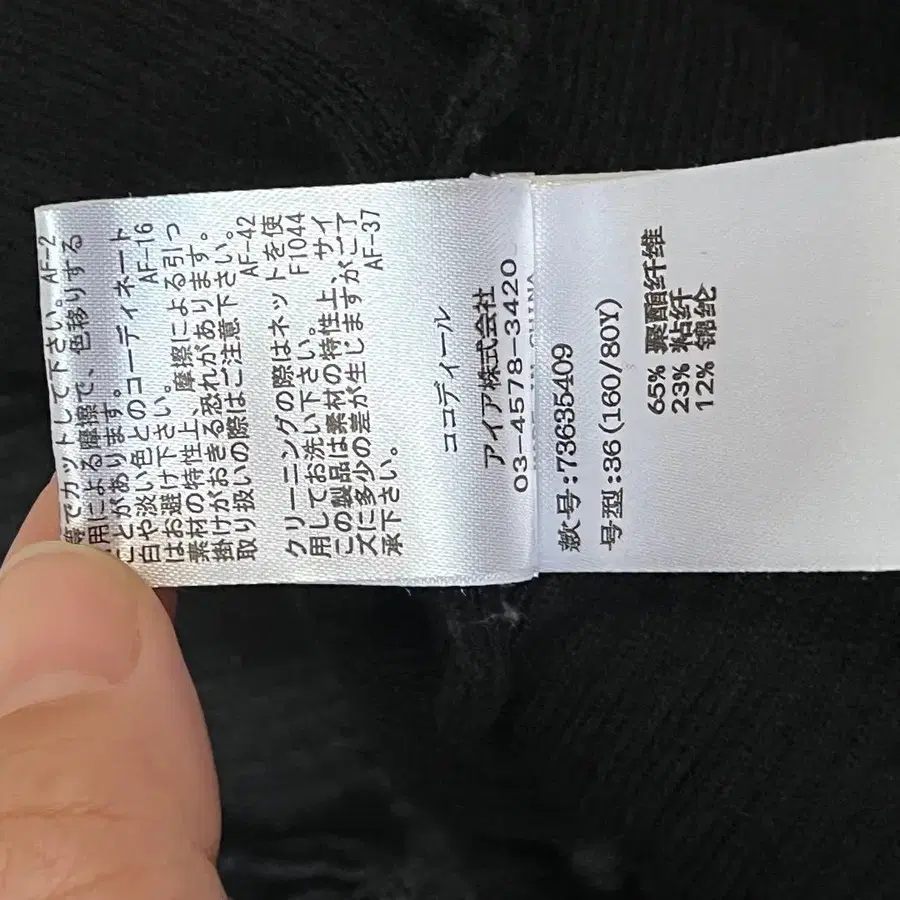 等でカットして下さい。AF-2
用による摩擦で、色移りする
ことがあります。
白や淡い色とのコーディネート
はお避け下さい。AF-16
素材の特性上、摩擦による引っ
掛けがおきる恐れがあります。
取り扱いの際はご注意下さい。
AF-42
クリーニングの際はネットを使
用してお洗い下さい。F1044
この製品は素材の特性上、サイ
ズに多少の差が生じますがご了
承下さい。AF-37
ココディール
アイア株式会社
03-4578-3420
IN CHINA
款号:73635409
号型:36(160/80Y)
65% 聚酯纤维
23% 粘纤
12% 锦纶